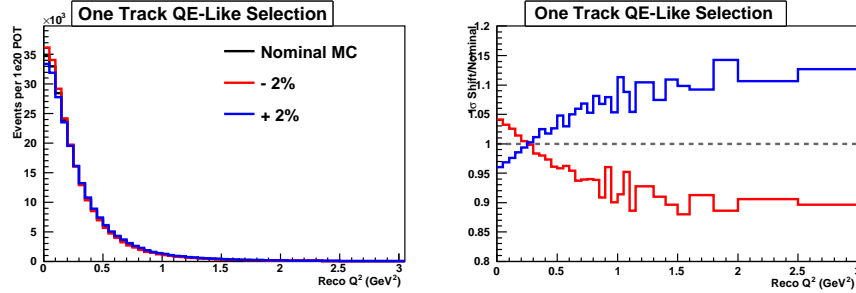 One Track QE-Like Selection
×10³
Events per 1e20 POT
35
30
25
20
15
10
5
0
Nominal MC
- 2%
+ 2%
0 0.5 1 1.5 2 2.5 3
Reco Q² (GeV²)
One Track QE-Like Selection
1σ Shift/Nominal
1.2
1.15
1.1
1.05
1
0.95
0.9
0.85
0.8
0 0.5 1 1.5 2 2.5 3
Reco Q² (GeV²)